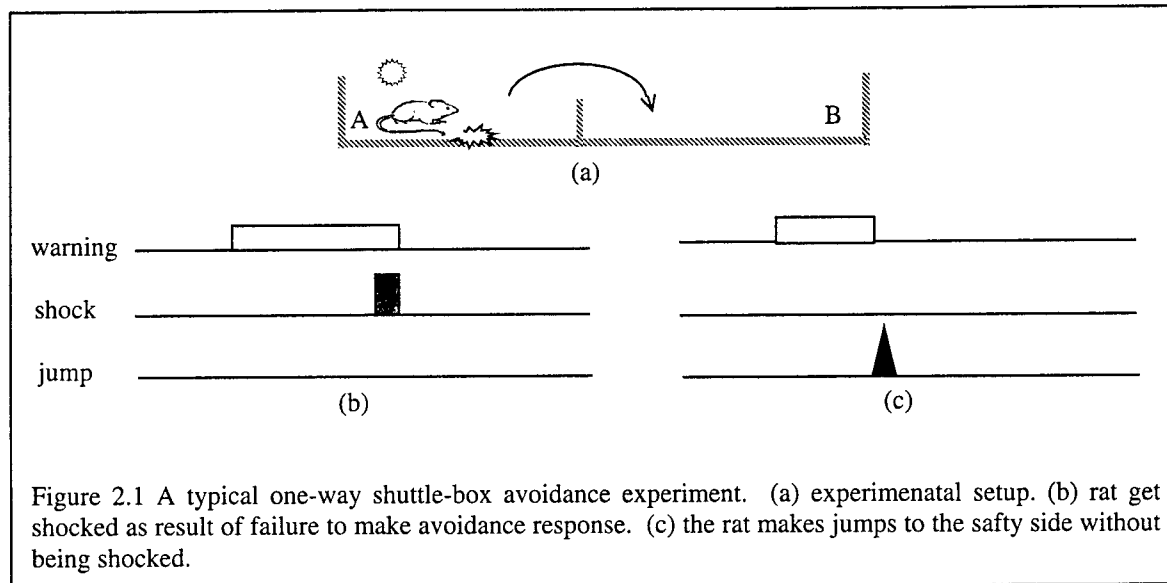 A
B
(a)
warning
shock
jump
(b)
(c)
Figure 2.1 A typical one-way shuttle-box avoidance experiment. (a) experimenatal setup. (b) rat get
shocked as result of failure to make avoidance response. (c) the rat makes jumps to the safty side without
being shocked.